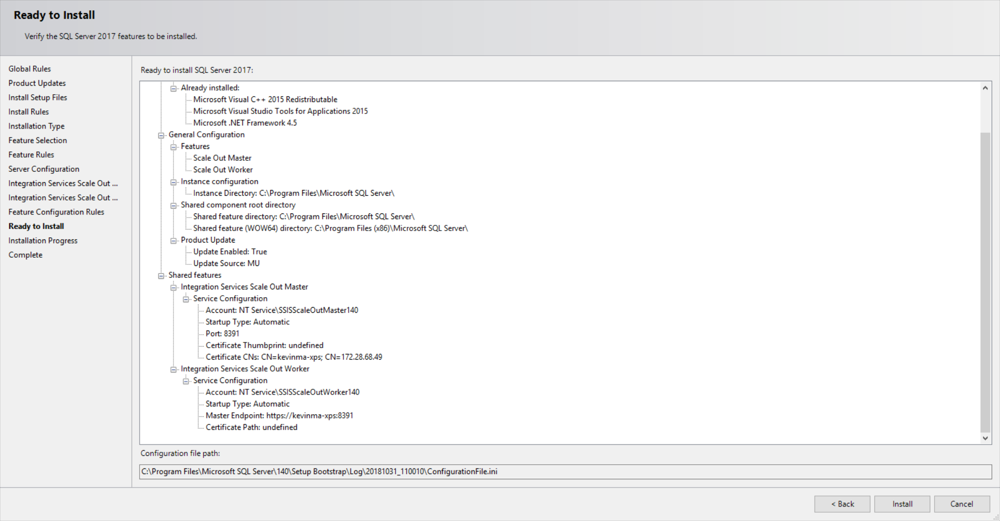 Ready to Install
Verify the SQL Server 2017 features to be installed.
Global Rules
Product Updates
Install Setup Files
Install Rules
Installation Type
Feature Selection
Feature Rules
Server Configuration
Integration Services Scale Out ...
Integration Services Scale Out ...
Feature Configuration Rules
Ready to Install
Installation Progress
Complete
Ready to install SQL Server 2017:
Already installed:
Microsoft Visual C++ 2015 Redistributable
Microsoft Visual Studio Tools for Applications 2015
Microsoft .NET Framework 4.5
General Configuration
Features
Scale Out Master
Scale Out Worker
Instance configuration
Instance Directory: C:\Program Files\Microsoft SQL Server\
Shared component root directory
Shared feature directory: C:\Program Files\Microsoft SQL Server\
Shared feature (WOW64) directory: C:\Program Files (x86)\Microsoft SQL Server\
Product Update
Update Enabled: True
Update Source: MU
Shared features
Integration Services Scale Out Master
Service Configuration
Account: NT Service\SSISScaleOutMaster140
Startup Type: Automatic
Port: 8391
Certificate Thumbprint: undefined
Certificate CNs: CN=kevinma-xps; CN=172.28.68.49
Integration Services Scale Out Worker
Service Configuration
Account: NT Service\SSISScaleOutWorker140
Startup Type: Automatic
Master Endpoint: https://kevinma-xps:8391
Certificate Path: undefined
Configuration file path:
C:\Program Files\Microsoft SQL Server\140\Setup Bootstrap\Log\20181031_110010\ConfigurationFile.ini
< Back
Install
Cancel